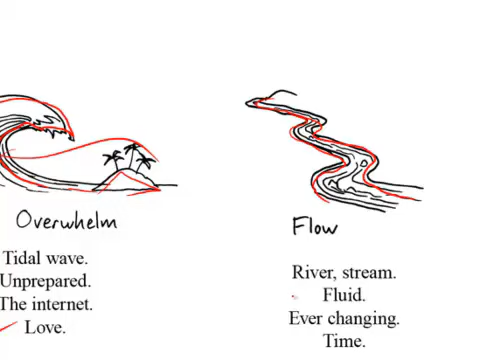 Overwhelm
Tidal wave.
Unprepared.
The internet.
Love.
Flow
River, stream.
Fluid.
Ever changing.
Time.